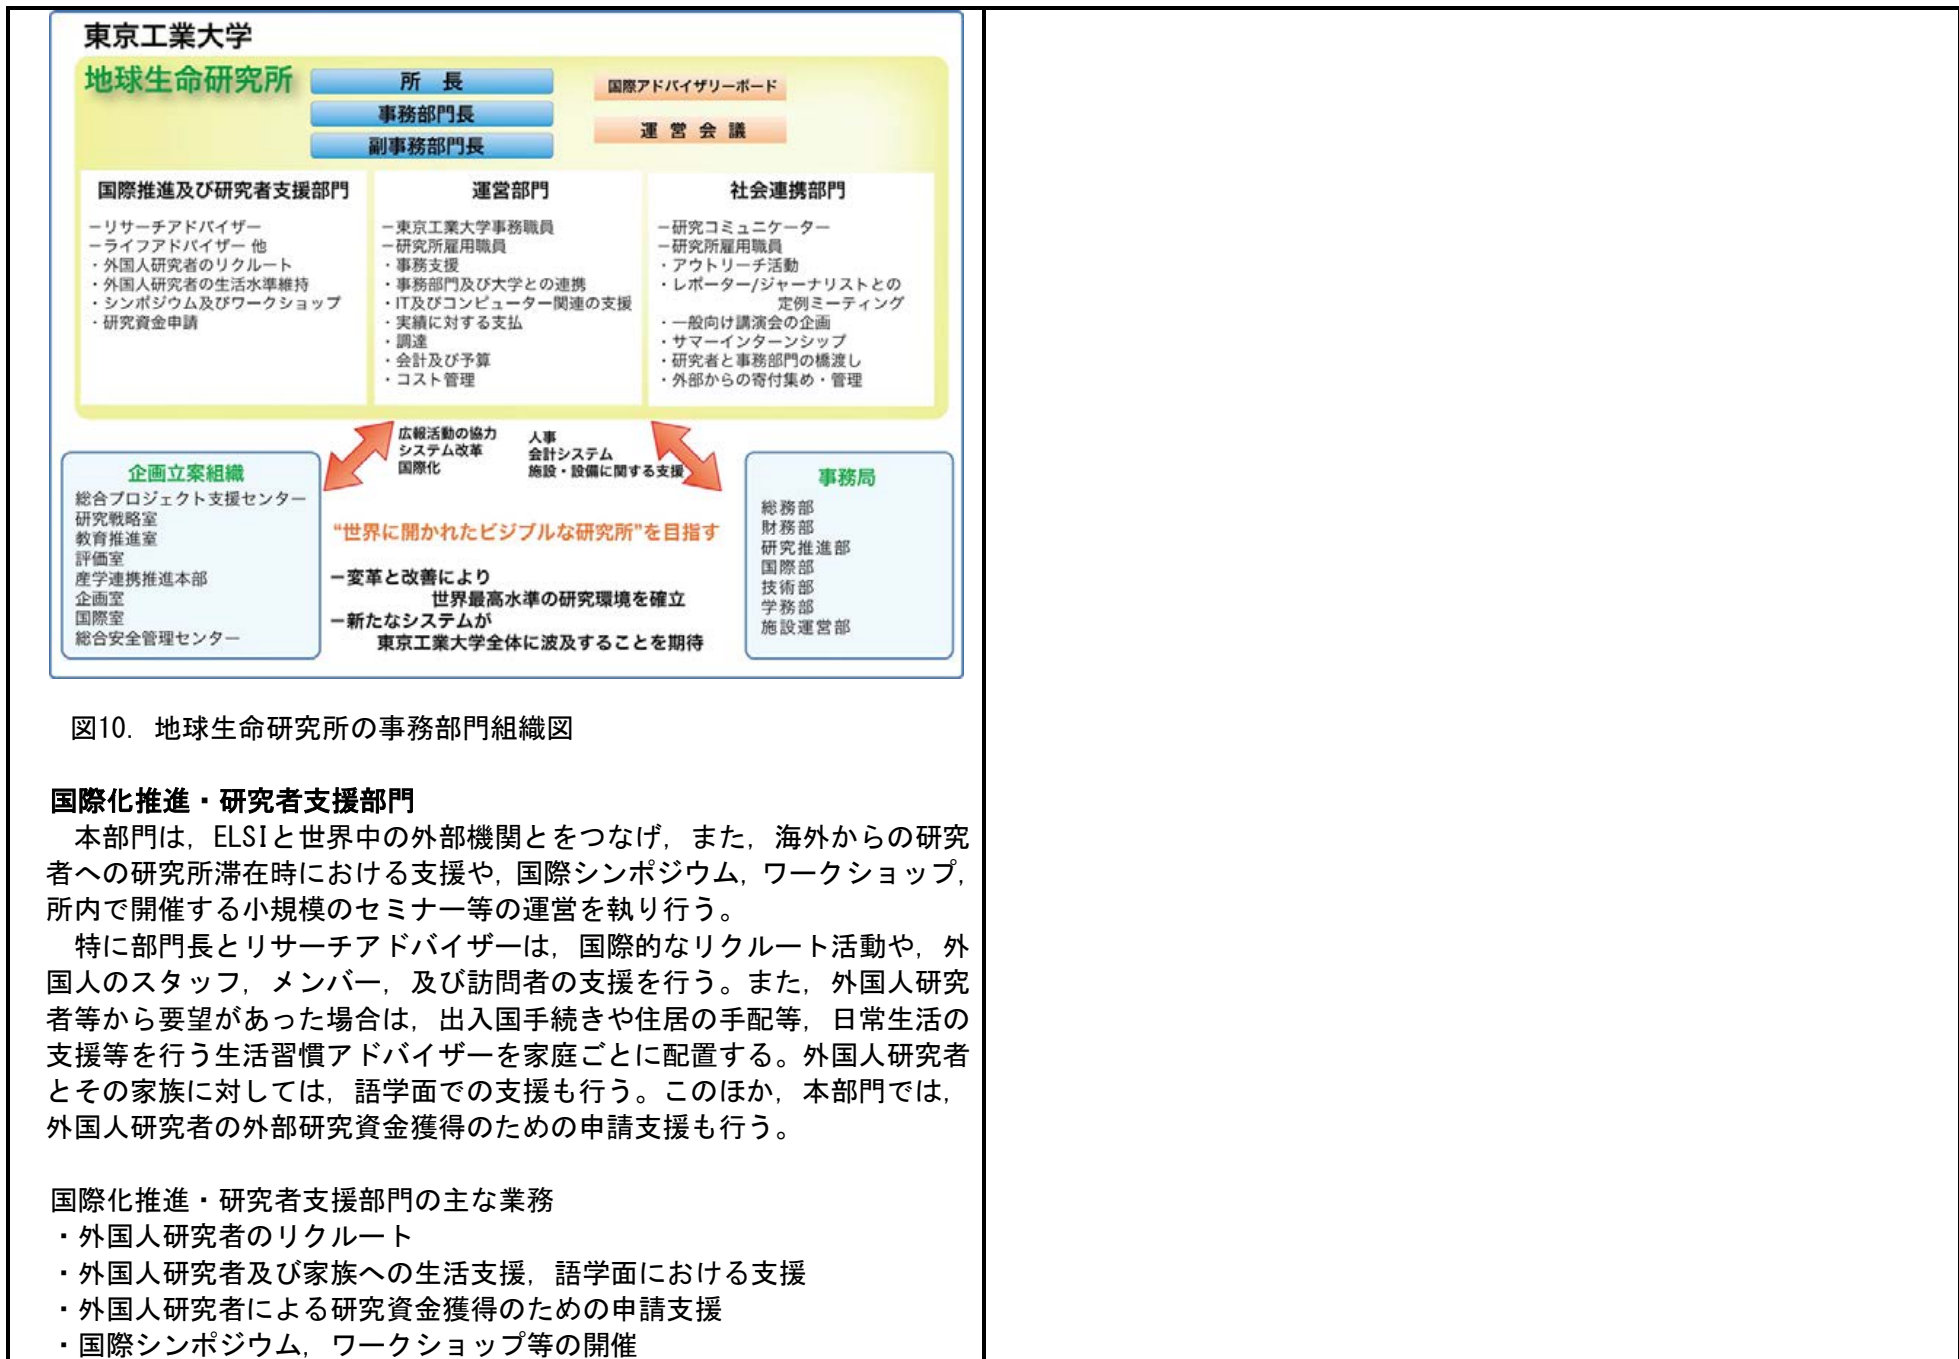 東京工業大学
地球生命研究所
所 長
事務部門長
副事務部門長
国際アドバイザリーボード
運 営 会 議
国際推進及び研究者支援部門
－リサーチアドバイザー
－ライフアドバイザー 他
・外国人研究者のリクルート
・外国人研究者の生活水準維持
・シンポジウム及びワークショップ
・研究資金申請
運営部門
－東京工業大学事務職員
－研究所雇用職員
・事務支援
・事務部門及び大学との連携
・IT及びコンピューター関連の支援
・実績に対する支払
・調達
・会計及び予算
・コスト管理
社会連携部門
－研究コミュニケーター
－研究所雇用職員
・アウトリーチ活動
・レポーター/ジャーナリストとの
定例ミーティング
・一般向け講演会の企画
・サマーインターンシップ
・研究者と事務部門の橋渡し
・外部からの寄付集め・管理
広報活動の協力
システム改革
国際化
人事
会計システム
施設・設備に関する支援
企画立案組織
総合プロジェクト支援センター
研究戦略室
教育推進室
評価室
産学連携推進本部
企画室
国際室
総合安全管理センター
“世界に開かれたビジブルな研究所”を目指す
－変革と改善により
世界最高水準の研究環境を確立
－新たなシステムが
東京工業大学全体に波及することを期待
事務局
総務部
財務部
研究推進部
国際部
技術部
学務部
施設運営部
図10. 地球生命研究所の事務部門組織図
国際化推進・研究者支援部門
本部門は，ELSIと世界中の外部機関とをつなげ，また，海外からの研究
者への研究所滞在時における支援や，国際シンポジウム，ワークショップ，
所内で開催する小規模のセミナー等の運営を執り行う。
特に部門長とリサーチアドバイザーは，国際的なリクルート活動や，外
国人のスタッフ，メンバー，及び訪問者の支援を行う。また，外国人研究
者等から要望があった場合は，出入国手続きや住居の手配等，日常生活の
支援等を行う生活習慣アドバイザーを家庭ごとに配置する。外国人研究者
とその家族に対しては，語学面での支援も行う。このほか，本部門では，
外国人研究者の外部研究資金獲得のための申請支援も行う。
国際化推進・研究者支援部門の主な業務
・外国人研究者のリクルート
・外国人研究者及び家族への生活支援，語学面における支援
・外国人研究者による研究資金獲得のための申請支援
・国際シンポジウム，ワークショップ等の開催